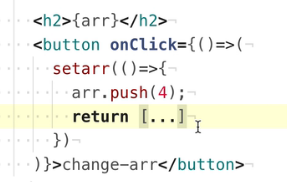 <h2>{arr}</h2>
<button onClick={()=>(
setarr(()=>{
arr.push(4);
return [...]
})
)}>change-arr</button>